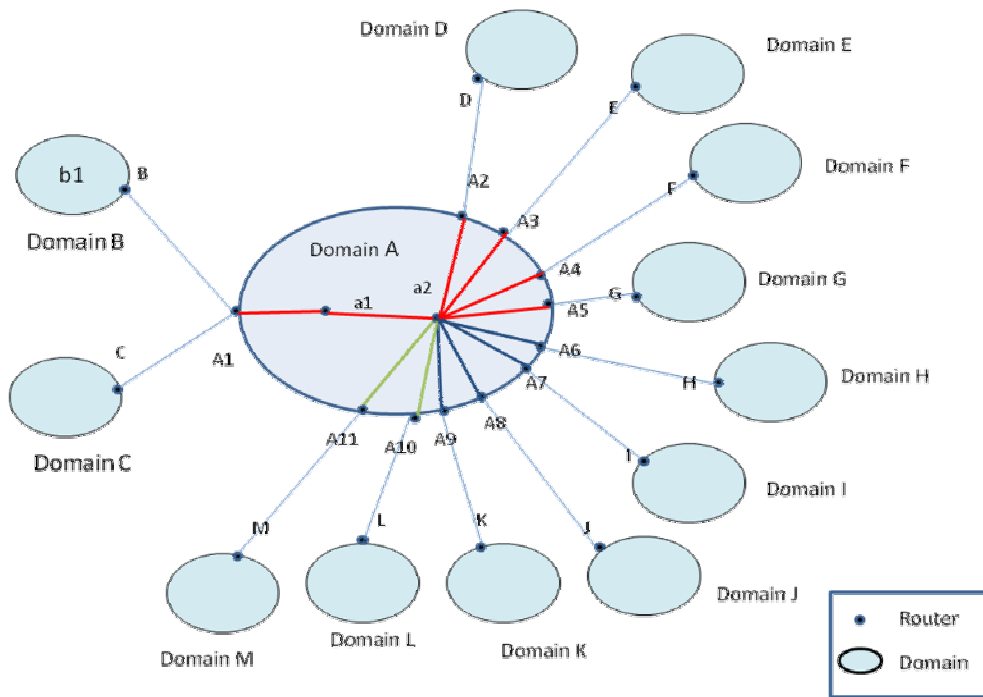 Domain D
Domain E
D
E
Domain F
b1
B
A2
F
A3
Domain B
Domain A
A4
Domain G
a1
a2
G
A5
C
A1
A6
Domain H
H
A7
A8
A9
A10
A11
Domain C
I
Domain I
M
L
K
J
Domain J
Domain L
Domain K
Domain M
Router
Domain